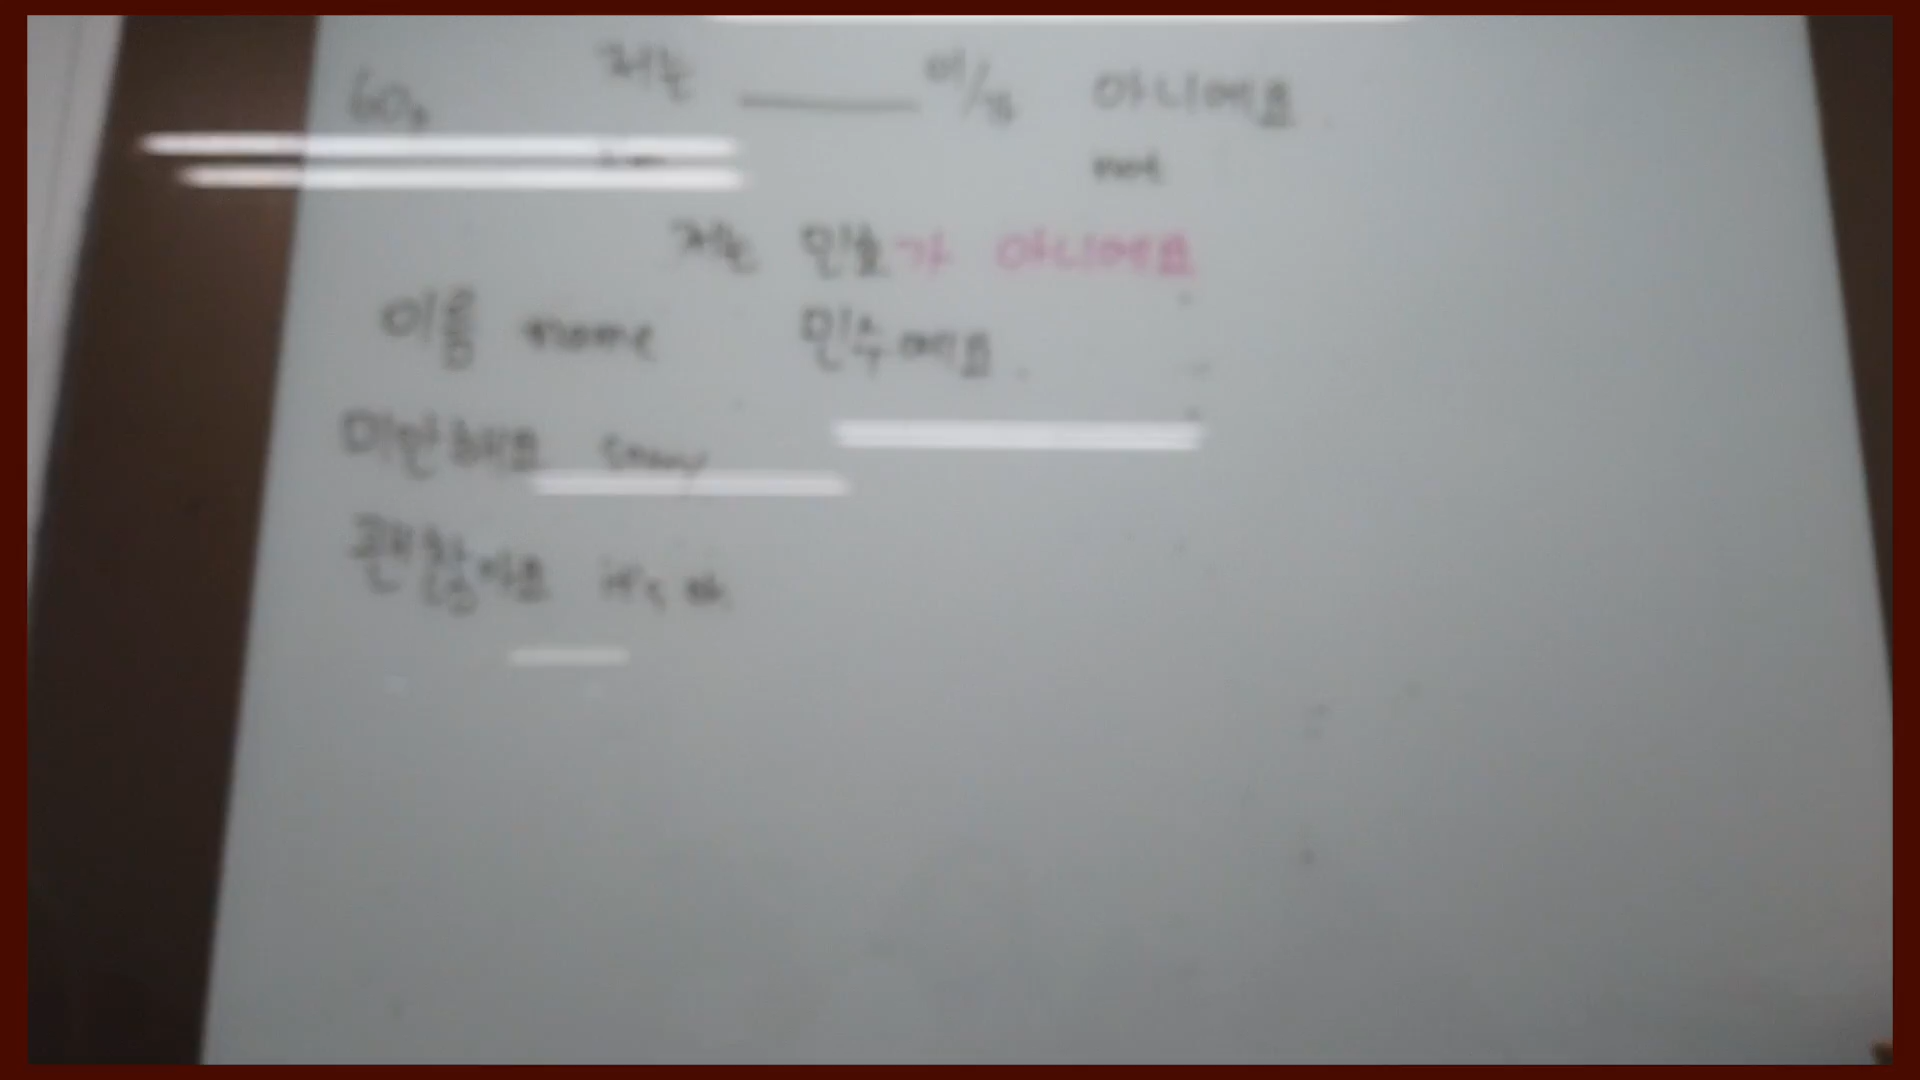 저는 ______ 이/가 아니에요
not
저는 민호가 아니에요
이름 name 민수예요.
미안해요 sorry
괜찮아요 it's ok